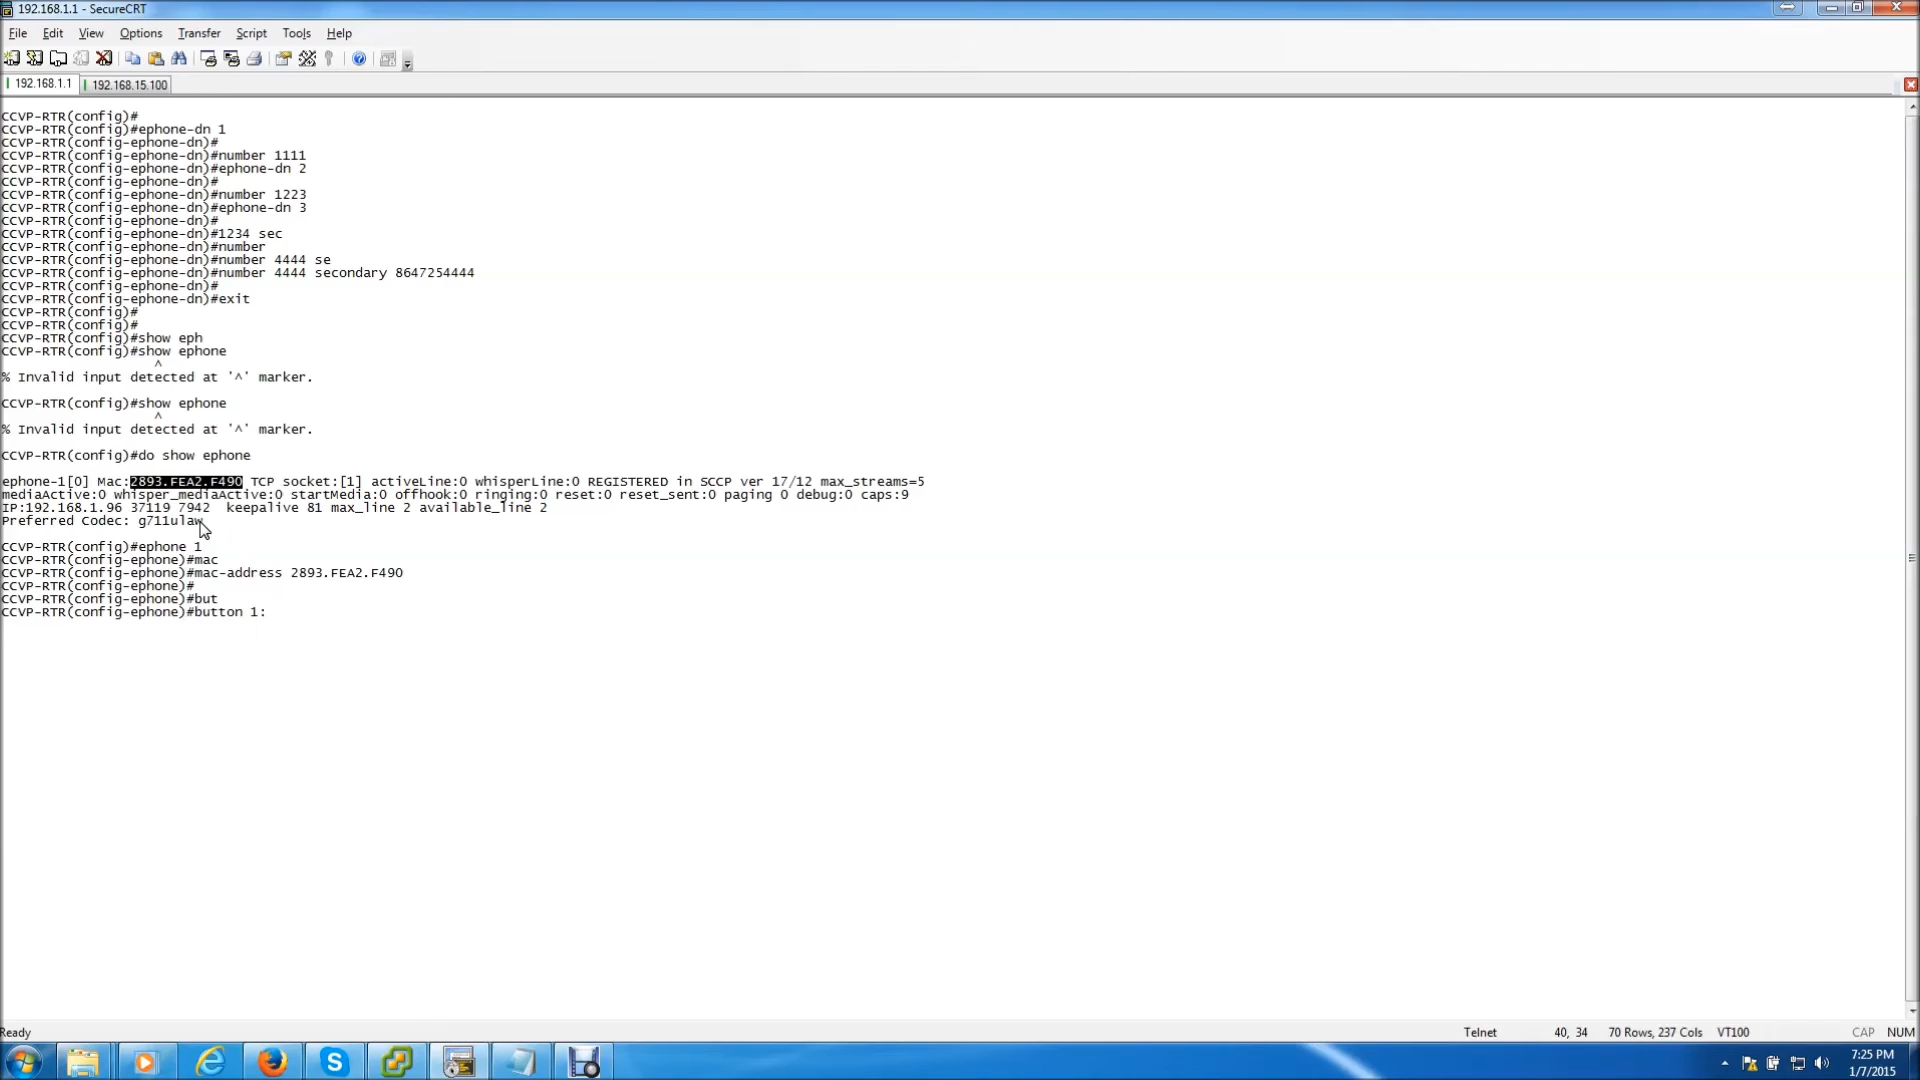 192.168.1.1 - SecureCRT
File Edit View Options Transfer Script Tools Help
192.168.1.1 192.168.15.100
CCVP-RTR(config)#
CCVP-RTR(config)#ephone-dn 1
CCVP-RTR(config-ephone-dn)#
CCVP-RTR(config-ephone-dn)#number 1111
CCVP-RTR(config-ephone-dn)#ephone-dn 2
CCVP-RTR(config-ephone-dn)#
CCVP-RTR(config-ephone-dn)#number 1223
CCVP-RTR(config-ephone-dn)#ephone-dn 3
CCVP-RTR(config-ephone-dn)#
CCVP-RTR(config-ephone-dn)#1234 sec
CCVP-RTR(config-ephone-dn)#number
CCVP-RTR(config-ephone-dn)#number 4444 se
CCVP-RTR(config-ephone-dn)#number 4444 secondary 8647254444
CCVP-RTR(config-ephone-dn)#
CCVP-RTR(config-ephone-dn)#exit
CCVP-RTR(config)#
CCVP-RTR(config)#
CCVP-RTR(config)#show eph
CCVP-RTR(config)#show ephone
^
% Invalid input detected at '^' marker.
CCVP-RTR(config)#show ephone
^
% Invalid input detected at '^' marker.
CCVP-RTR(config)#do show ephone
ephone-1[0] Mac:2893.FEA2.F490 TCP socket:[1] activeLine:0 whisperLine:0 REGISTERED in SCCP ver 17/12 max_streams=5
mediaActive:0 whisper_mediaActive:0 startMedia:0 offhook:0 ringing:0 reset:0 reset_sent:0 paging 0 debug:0 caps:9
IP:192.168.1.96 37119 7942 keepalive 81 max_line 2 available_line 2
Preferred Codec: g711ulaw
CCVP-RTR(config)#ephone 1
CCVP-RTR(config-ephone)#mac
CCVP-RTR(config-ephone)#mac-address 2893.FEA2.F490
CCVP-RTR(config-ephone)#
CCVP-RTR(config-ephone)#but
CCVP-RTR(config-ephone)#button 1:
Ready Telnet 40, 34 70 Rows, 237 Cols VT100 CAP NUM
7:25 PM
1/7/2015